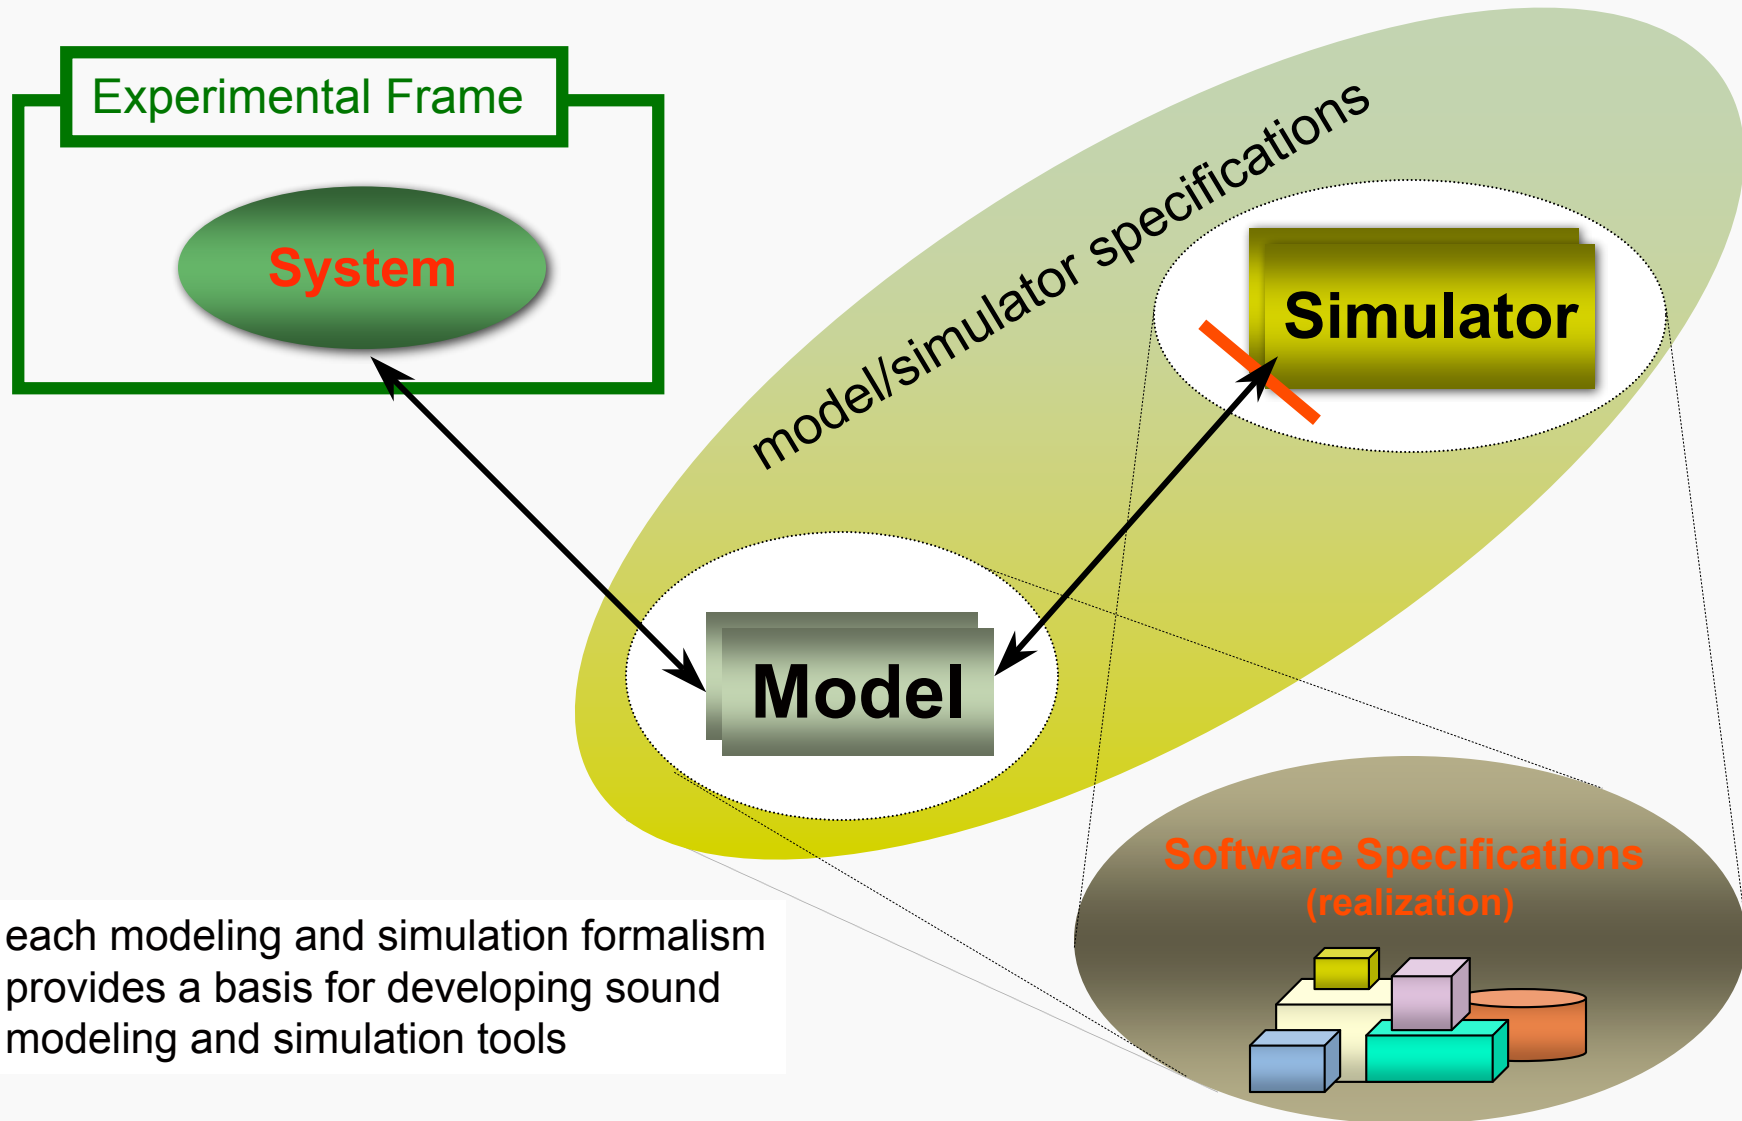 Experimental Frame
System
model/simulator specifications
Simulator
Model
Software Specifications
(realization)
each modeling and simulation formalism
provides a basis for developing sound
modeling and simulation tools